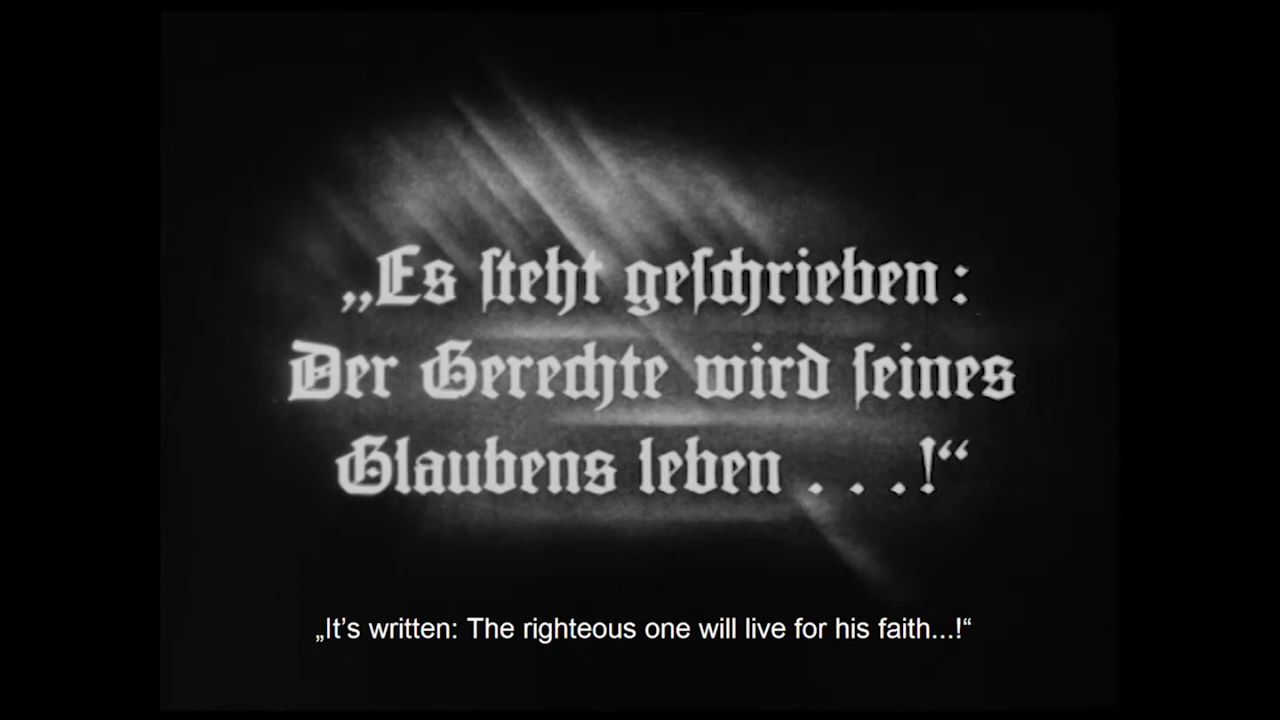 „Es steht geschrieben:
Der Gerechte wird seines
Glaubens leben . . .!“
„It’s written: The righteous one will live for his faith...!“